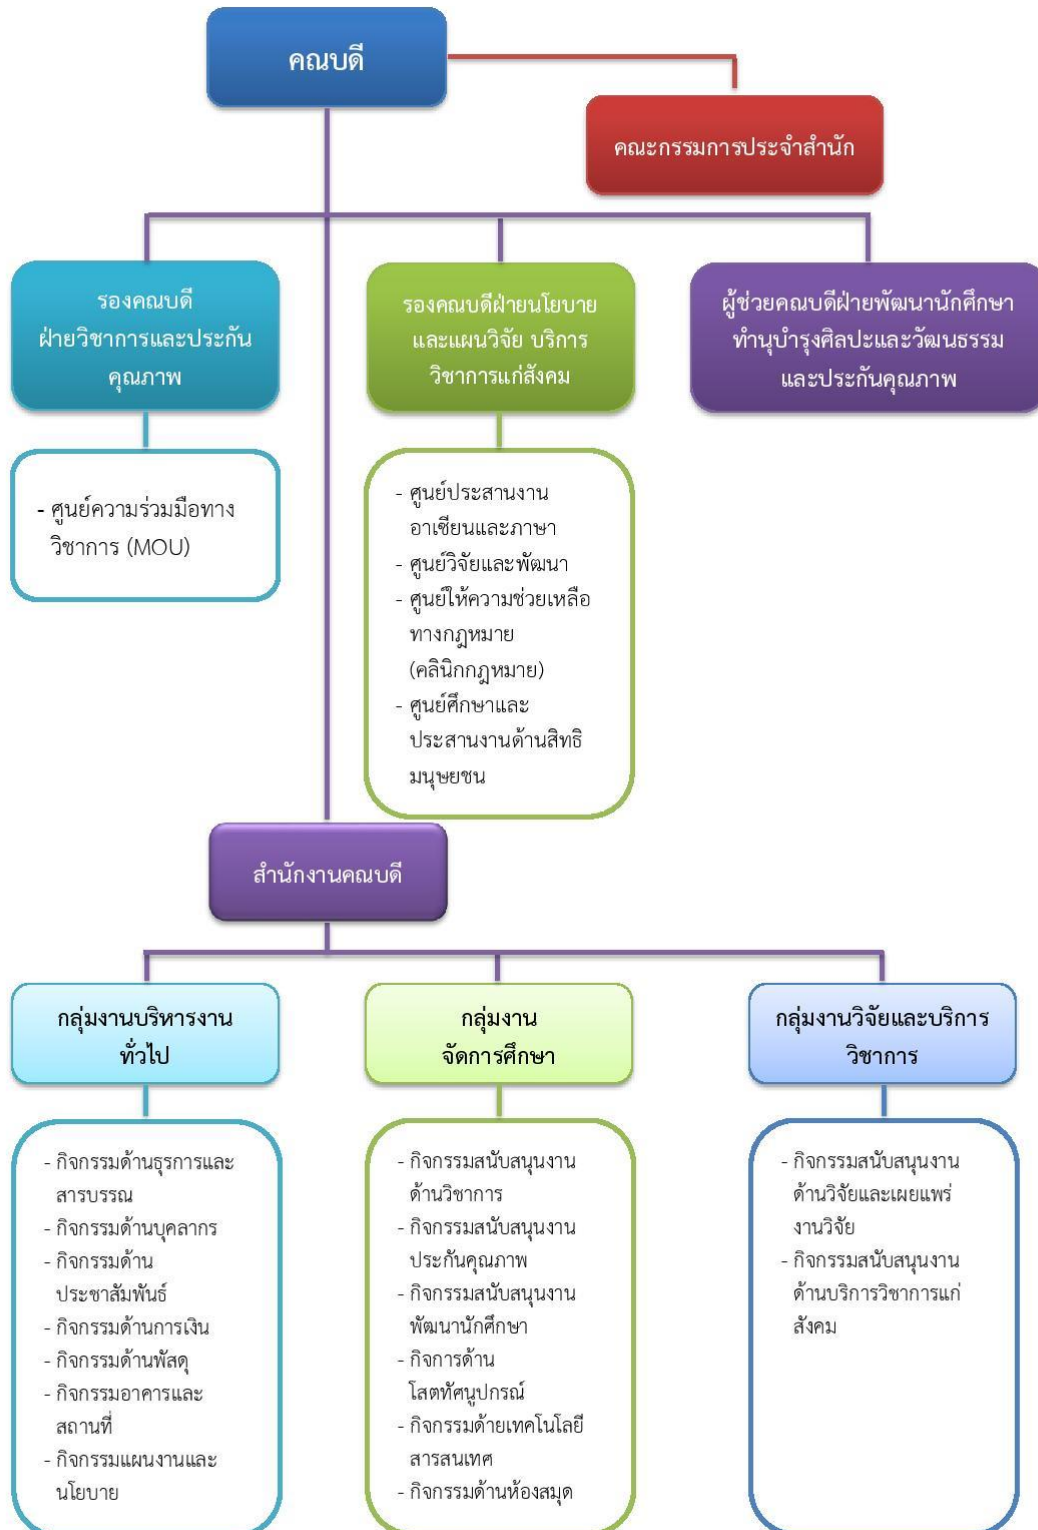 คณบดี
คณะกรรมการประจำสำนัก
รองคณบดี
ฝ่ายวิชาการและประกัน
คุณภาพ
รองคณบดีฝ่ายนโยบาย
และแผนวิจัย บริการ
วิชาการแก่สังคม
ผู้ช่วยคณบดีฝ่ายพัฒนานักศึกษา
ทำนุบำรุงศิลปะและวัฒนธรรม
และประกันคุณภาพ
- ศูนย์ความร่วมมือทาง
วิชาการ (MOU)
- ศูนย์ประสานงาน
อาเซียนและภาษา
- ศูนย์วิจัยและพัฒนา
- ศูนย์ให้ความช่วยเหลือ
ทางกฎหมาย
(คลินิกกฎหมาย)
- ศูนย์ศึกษาและ
ประสานงานด้านสิทธิ
มนุษยชน
สำนักงานคณบดี
กลุ่มงานบริหารงาน
ทั่วไป
กลุ่มงาน
จัดการศึกษา
กลุ่มงานวิจัยและบริการ
วิชาการ
- กิจกรรมด้านธุรการและ
สารบรรณ
- กิจกรรมด้านบุคลากร
- กิจกรรมด้าน
ประชาสัมพันธ์
- กิจกรรมด้านการเงิน
- กิจกรรมด้านพัสดุ
- กิจกรรมอาคารและ
สถานที่
- กิจกรรมแผนงานและ
นโยบาย
- กิจกรรมสนับสนุนงาน
ด้านวิชาการ
- กิจกรรมสนับสนุนงาน
ประกันคุณภาพ
- กิจกรรมสนับสนุนงาน
พัฒนานักศึกษา
- กิจการด้าน
โสตทัศนูปกรณ์
- กิจกรรมด้ายเทคโนโลยี
สารสนเทศ
- กิจกรรมด้านห้องสมุด
- กิจกรรมสนับสนุนงาน
ด้านวิจัยและเผยแพร่
งานวิจัย
- กิจกรรมสนับสนุนงาน
ด้านบริการวิชาการแก่
สังคม